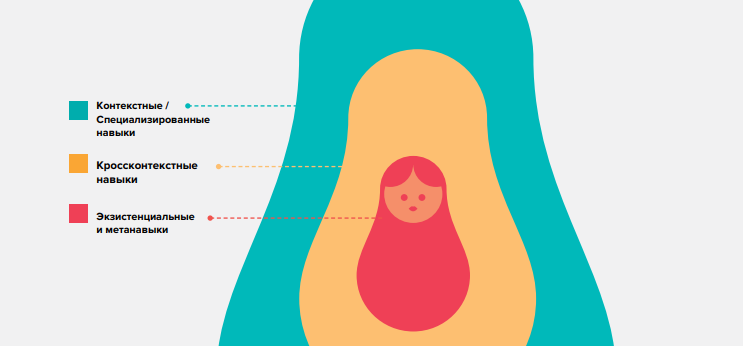 Контекстные /
Специализированные
навыки
Кроссконтекстные
навыки
Экзистенциальные
и метанавыки